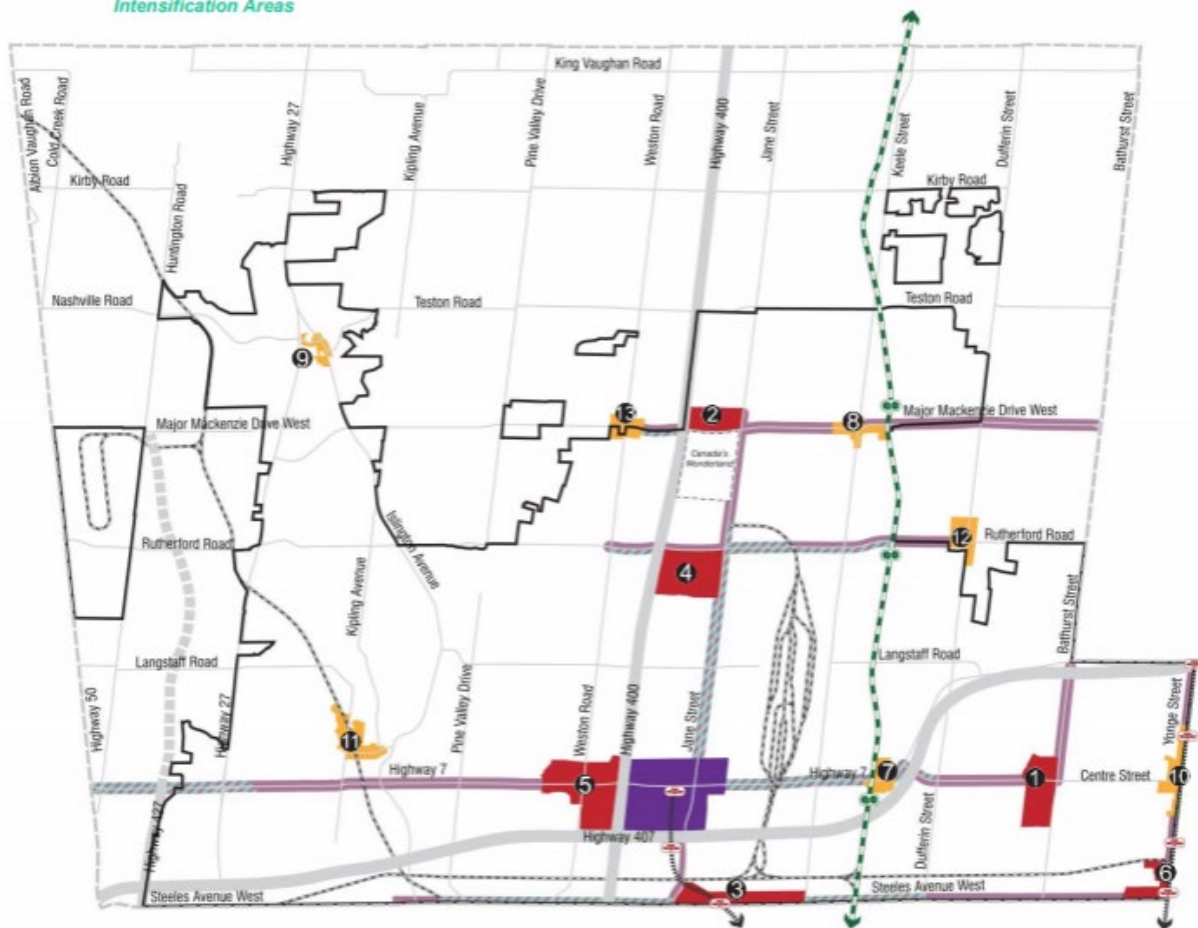 Intensification Areas
King Vaughan Road
Albion Vaughan Road
Cold Creek Road
Highway 27
Kipling Avenue
Pine Valley Drive
Weston Road
Highway 400
Jane Street
Keele Street
Dufferin Street
Bathurst Street
Kirby Road
Kirby Road
Huntington Road
Nashville Road
Teston Road
Teston Road
9
13
2
8
Major Mackenzie Drive West
Major Mackenzie Drive West
Canada's
Wonderland
Rutherford Road
Islington Avenue
12
Rutherford Road
4
Kipling Avenue
Bathurst Street
Langstaff Road
Langstaff Road
Highway 50
Highway 27
Pine Valley Drive
Weston Road
Highway 400
Jane Street
Yonge Street
11
Highway 7
5
Highway 7
7
1
Centre Street
10
Highway 427
Highway 407
Dufferin Street
Steeles Avenue West
3
Steeles Avenue West
6